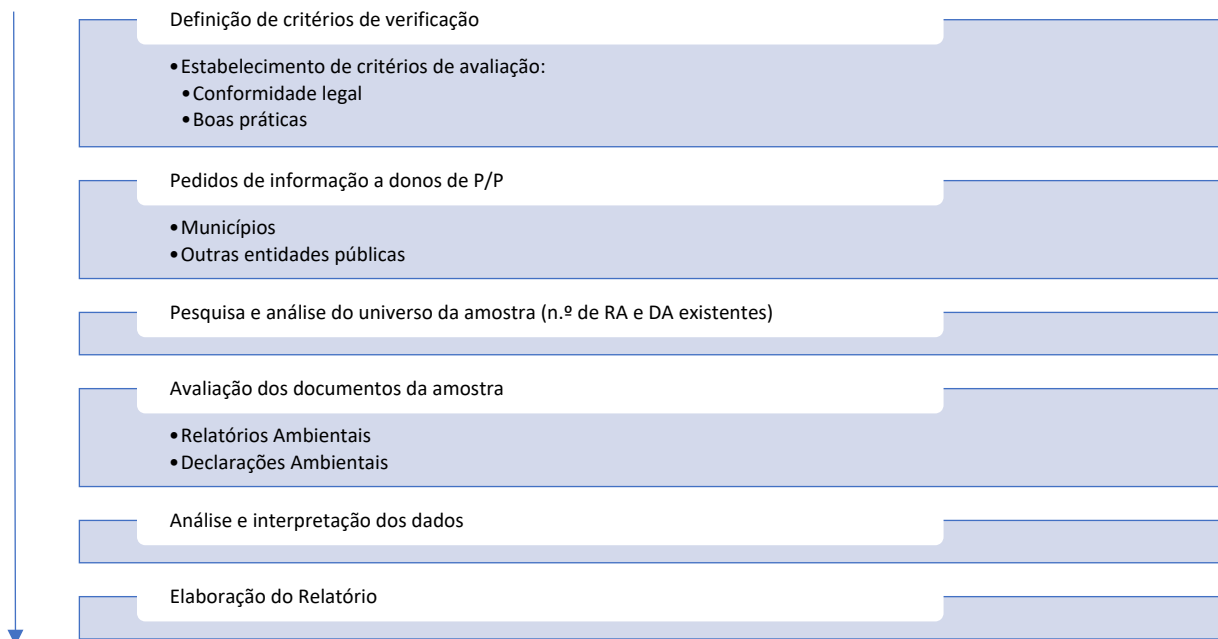 Definição de critérios de verificação
•Estabelecimento de critérios de avaliação:
•Conformidade legal
•Boas práticas
Pedidos de informação a donos de P/P
•Municípios
•Outras entidades públicas
Pesquisa e análise do universo da amostra (n.º de RA e DA existentes)
Avaliação dos documentos da amostra
•Relatórios Ambientais
•Declarações Ambientais
Análise e interpretação dos dados
Elaboração do Relatório